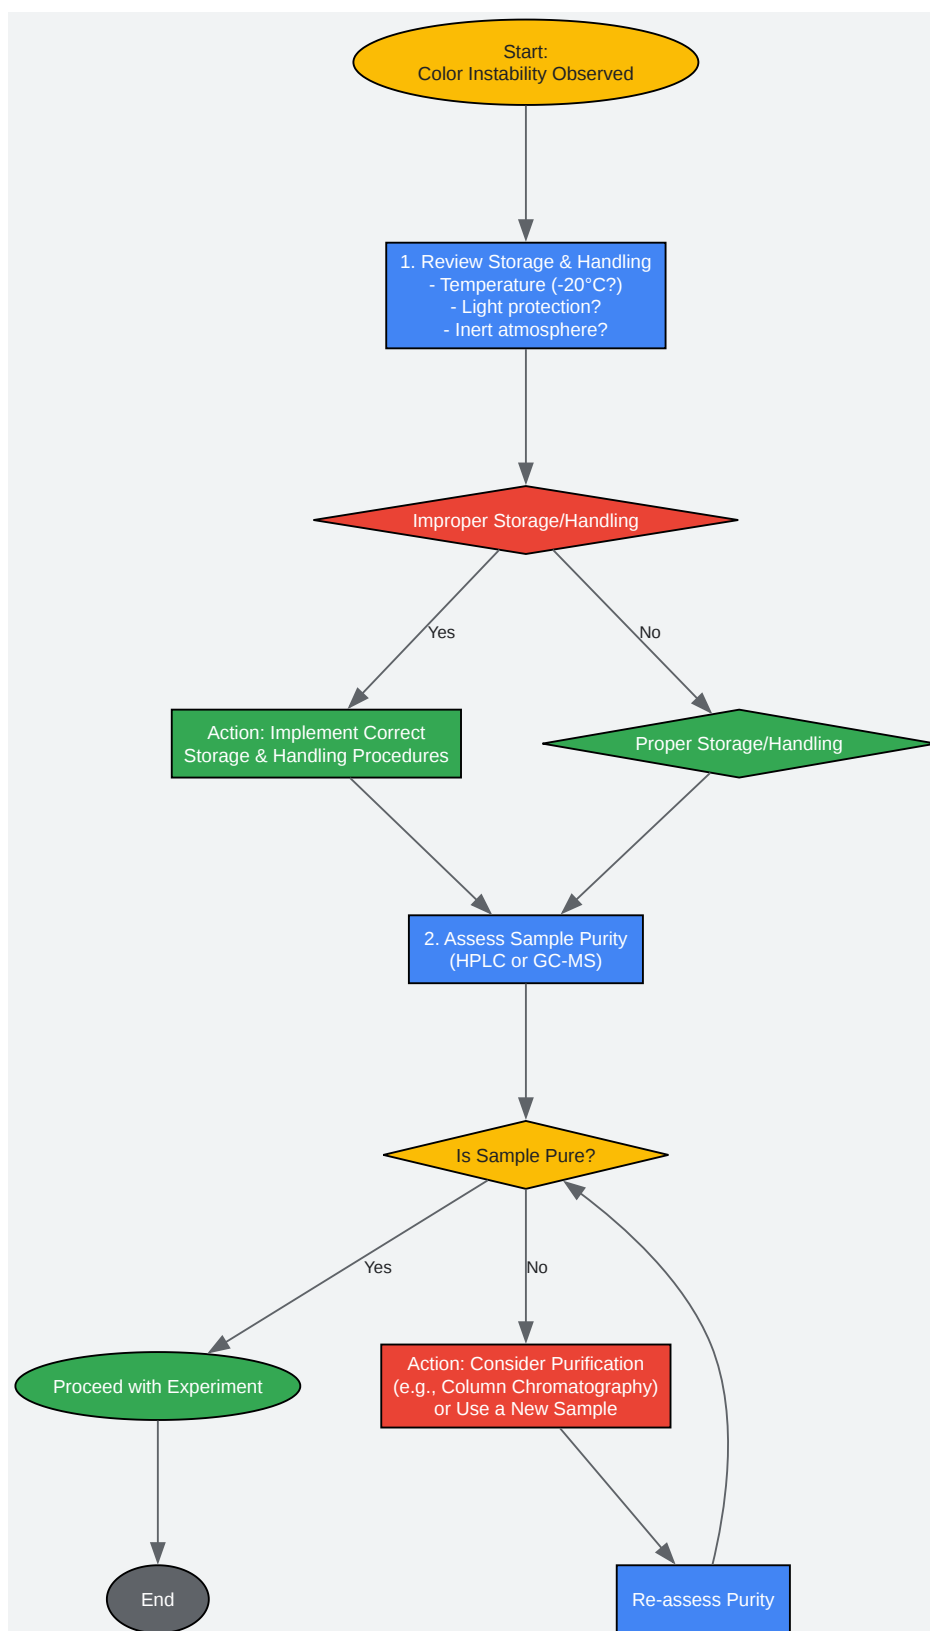 Start:
Color Instability Observed
1. Review Storage & Handling
- Temperature (-20°C?)
- Light protection?
- Inert atmosphere?
Improper Storage/Handling
Yes
No
Action: Implement Correct
Storage & Handling Procedures
Proper Storage/Handling
2. Assess Sample Purity
(HPLC or GC-MS)
Is Sample Pure?
Yes
No
Proceed with Experiment
Action: Consider Purification
(e.g., Column Chromatography)
or Use a New Sample
End
Re-assess Purity